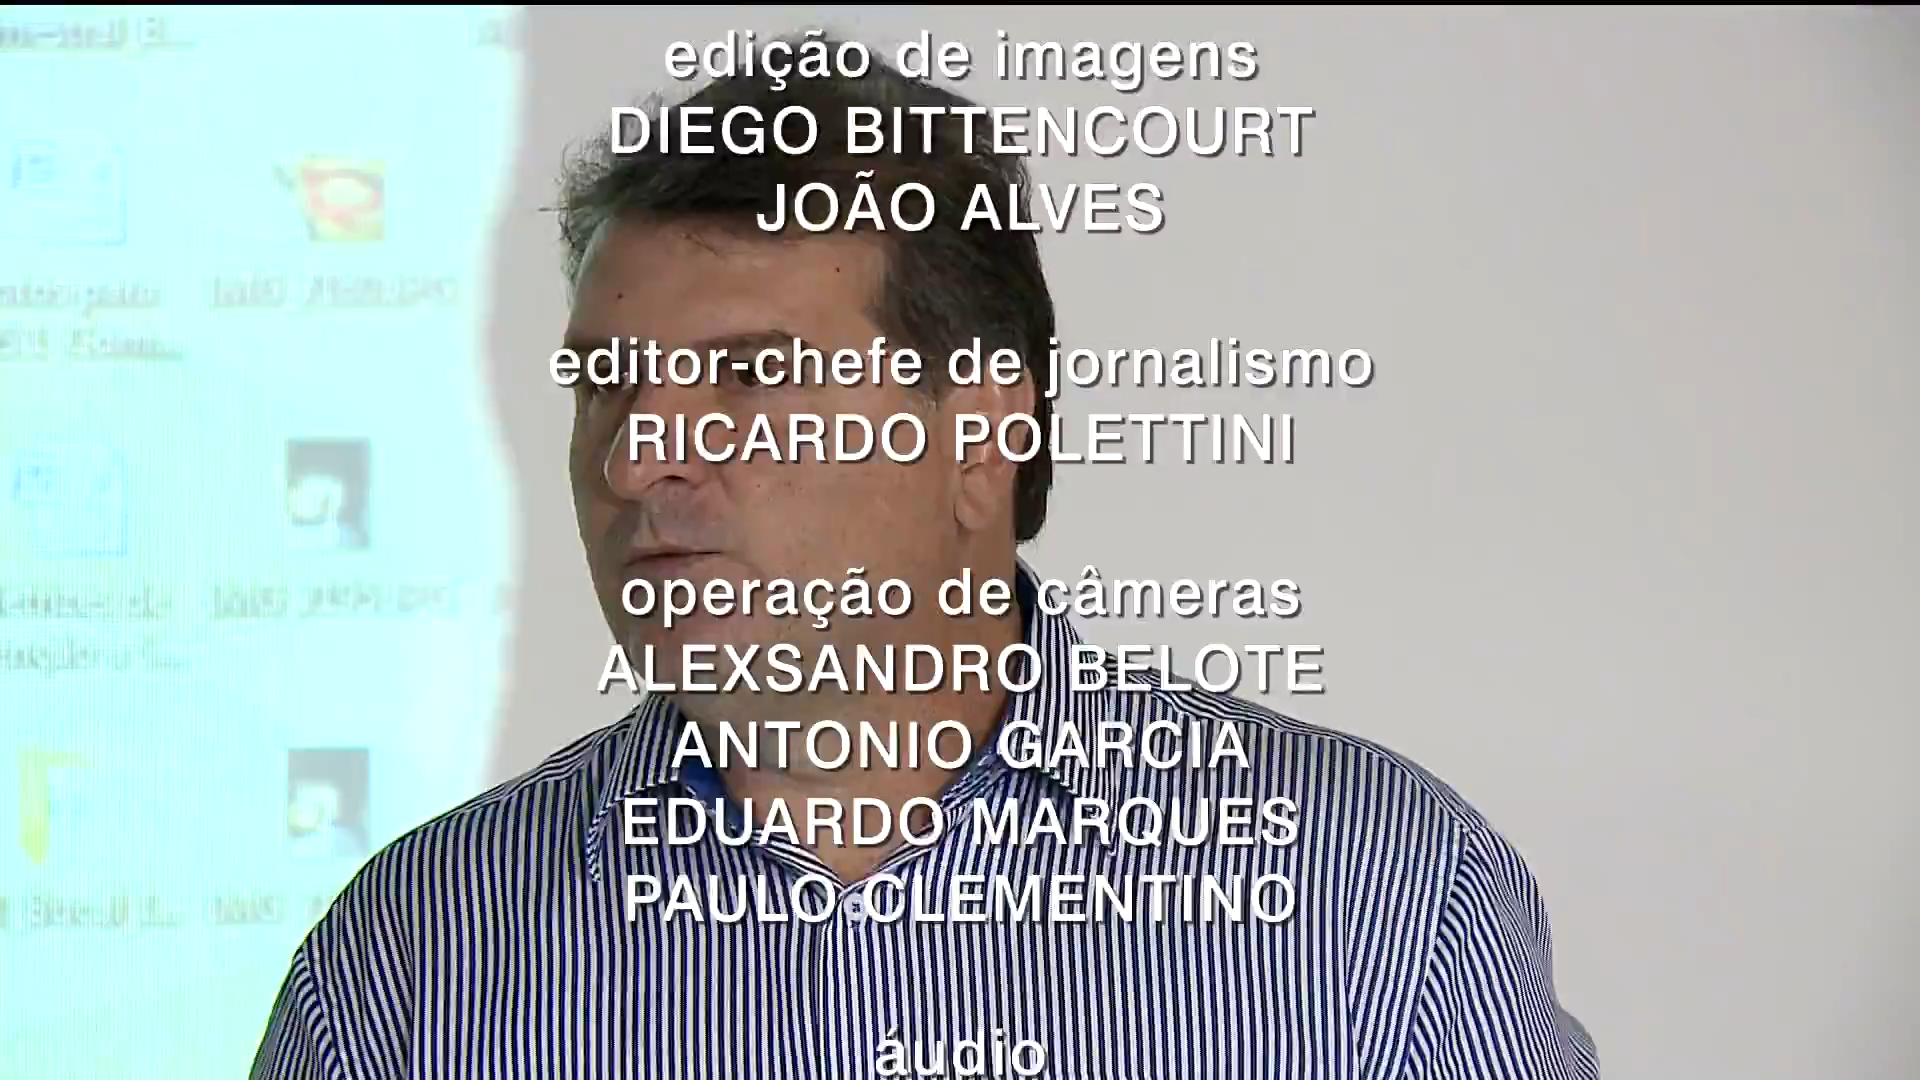 edição de imagens
DIEGO BITTENCOURT
JOÃO ALVES
editor-chefe de jornalismo
RICARDO POLETTINI
operação de câmeras
ALEXSANDRO BELOTE
ANTONIO GARCIA
EDUARDO MARQUES
PAULO CLEMENTINO
áudio